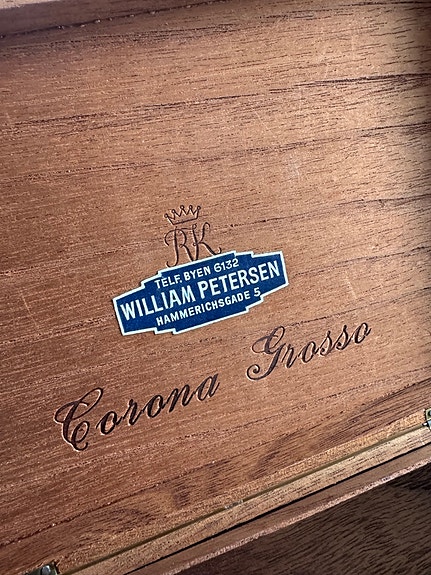 RK
TELF. BYEN 6132
WILLIAM PETERSEN
HAMMERICHSGADE 5
Corona Grosso